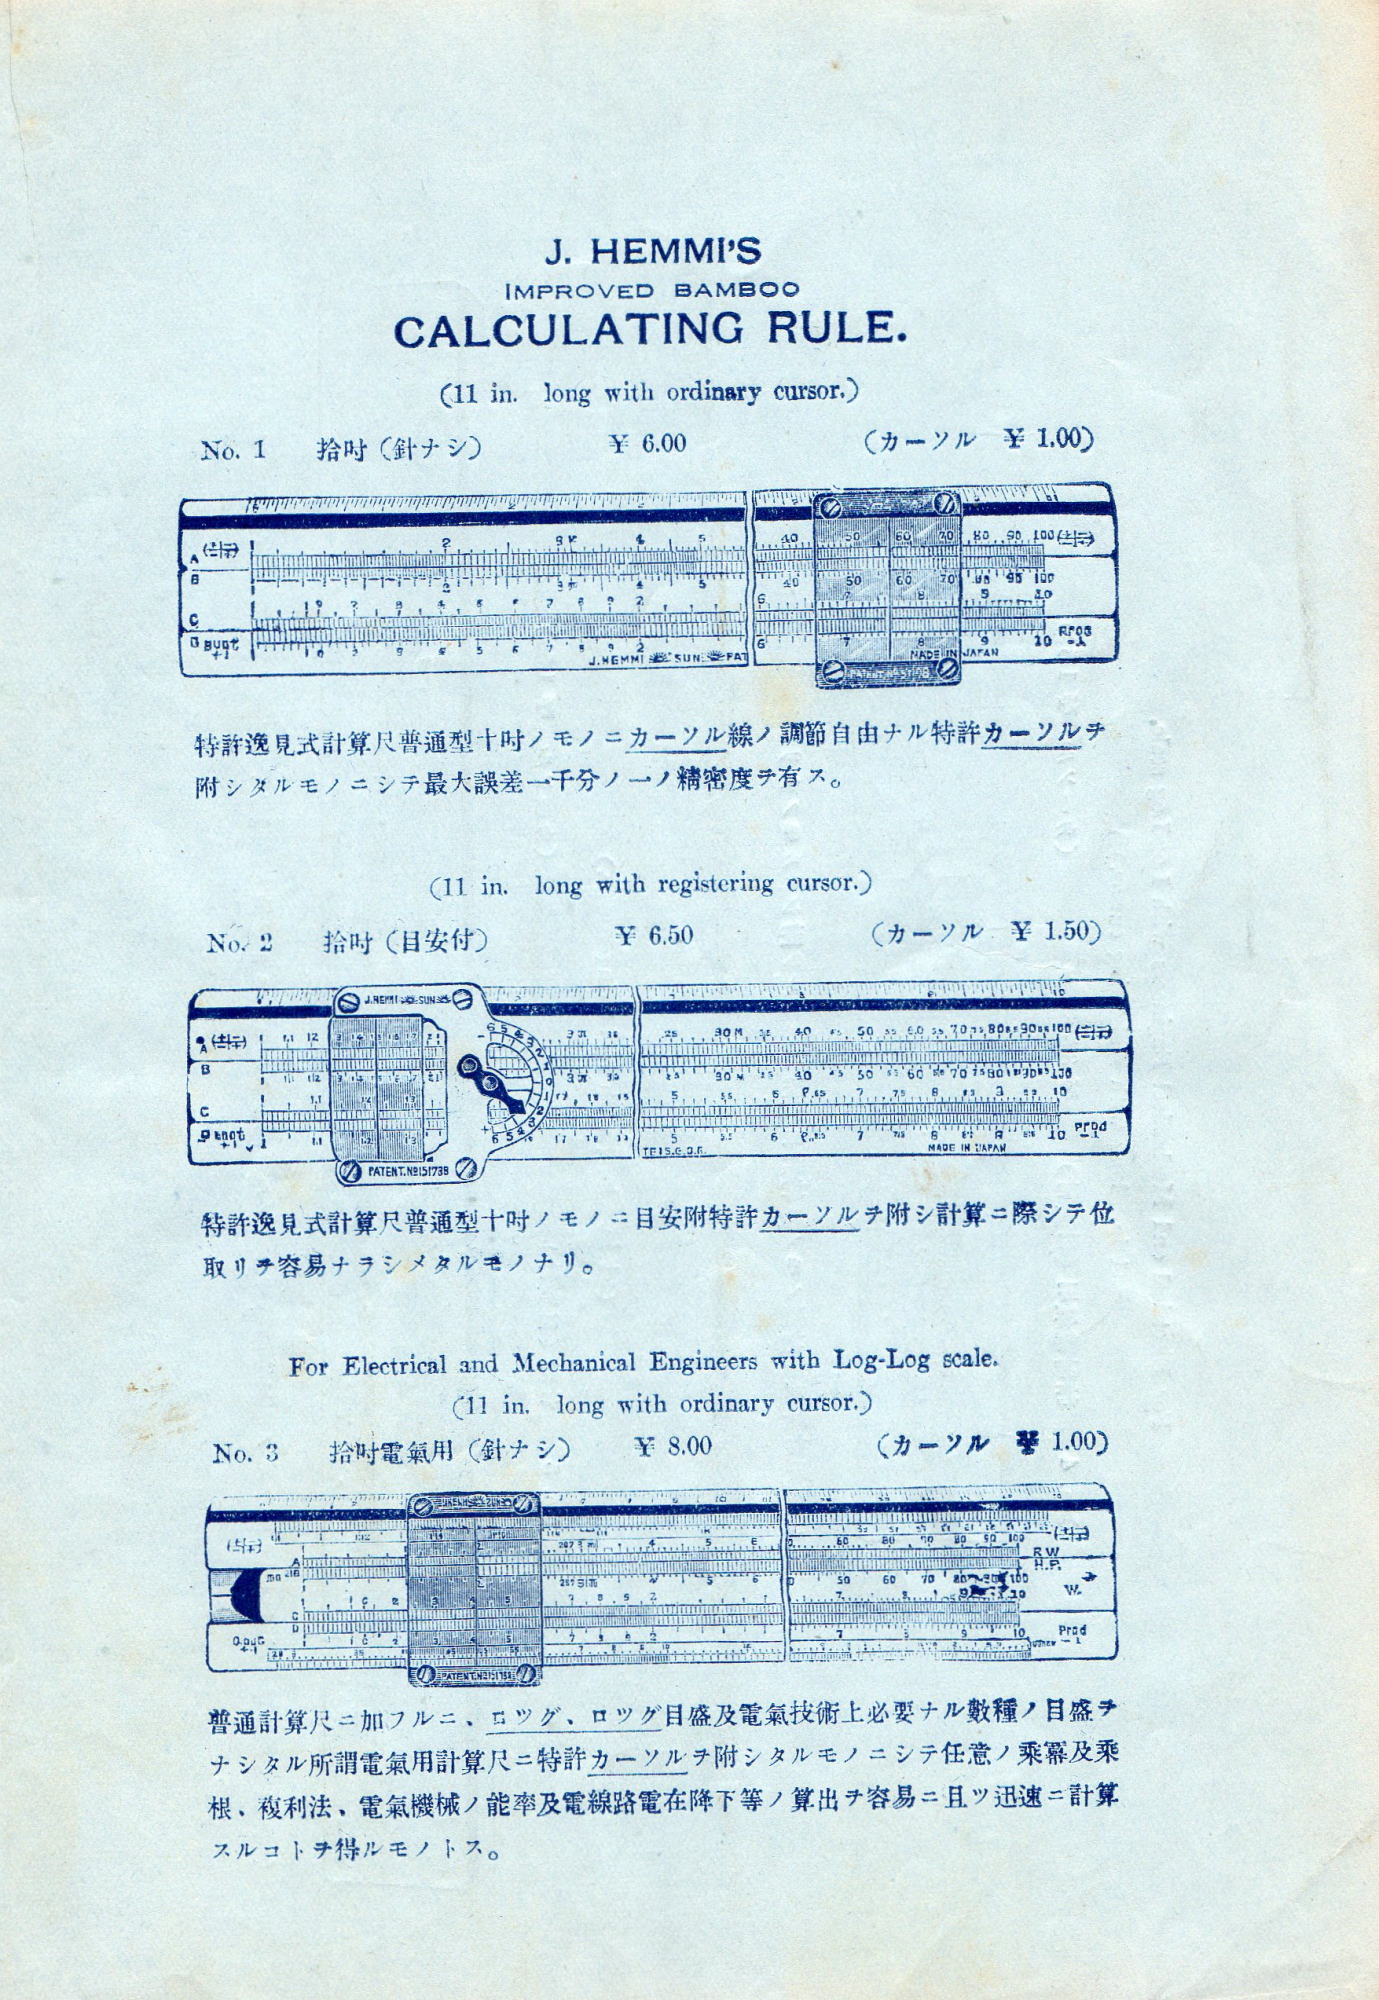 J. HEMMI'S
IMPROVED BAMBOO
CALCULATING RULE.
(11 in. long with ordinary cursor.)
No. 1 拾吋（針ナシ） ¥ 6.00 （カーソル ¥ 1.00）
J.HEMMI SUN PAT
MADE IN JAPAN
特許逸見式計算尺普通型十吋ノモノニカーソル線ノ調節自由ナル特許カーソルヲ
附シタルモノニシテ最大誤差一千分ノ一ノ精密度ヲ有ス。
(11 in. long with registering cursor.)
No. 2 拾吋（目安付） ¥ 6.50 （カーソル ¥ 1.50）
J.HEMMI SUN
PATENT.No151738
MADE IN JAPAN
特許逸見式計算尺普通型十吋ノモノニ目安附特許カーソルヲ附シ計算ニ際シテ位
取リヲ容易ナラシメタルモノナリ。
For Electrical and Mechanical Engineers with Log-Log scale.
(11 in. long with ordinary cursor.)
No. 3 拾吋電氣用（針ナシ） ¥ 8.00 （カーソル ¥ 1.00）
普通計算尺ニ加フルニ、ロツグ、ロツグ目盛及電氣技術上必要ナル數種ノ目盛ヲ
ナシタル所謂電氣用計算尺ニ特許カーソルヲ附シタルモノニシテ任意ノ乘冪及乘
根、複利法、電氣機械ノ能率及電線路電在降下等ノ算出ヲ容易ニ且ツ迅速ニ計算
スルコトヲ得ルモノトス。